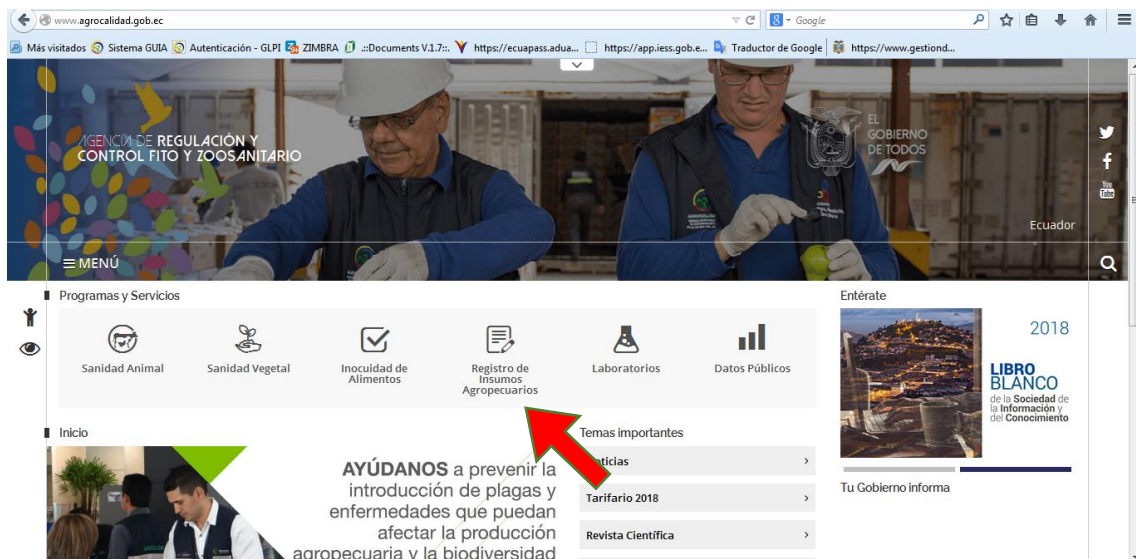 www.agrocalidad.gob.ec
8 - Google
Más visitados Sistema GUIA Autenticación - GLPI ZIMBRA .::Documents V.1.7::. https://ecuapass.adua... https://app.iess.gob.e... Traductor de Google https://www.gestiond...
AGENCIA DE REGULACIÓN Y
CONTROL FITO Y ZOOSANITARIO
EL
GOBIERNO
DE TODOS
You
Tube
Ecuador
MENÚ
Programas y Servicios
Sanidad Animal
Sanidad Vegetal
Inocuidad de
Alimentos
Registro de
Insumos
Agropecuarios
Laboratorios
Datos Públicos
Entérate
2018
LIBRO
BLANCO
de la Sociedad de
la Información y
del Conocimiento
Inicio
AYÚDANOS a prevenir la
introducción de plagas y
enfermedades que puedan
afectar la producción
agropecuaria y la biodiversidad
Temas importantes
Noticias
Tarifario 2018
Revista Científica
Tu Gobierno informa